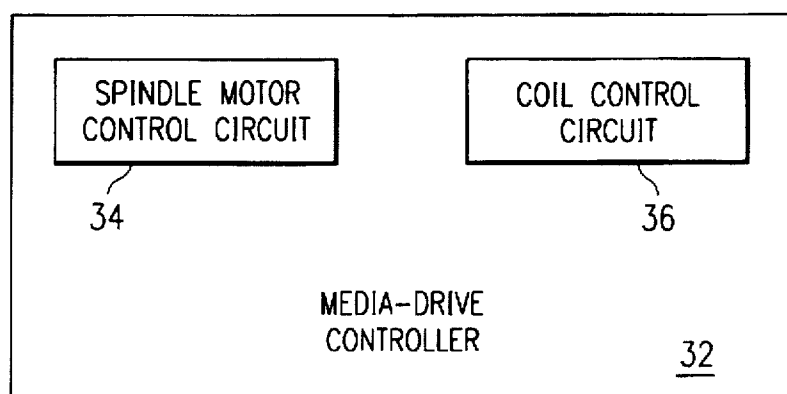 SPINDLE MOTOR
CONTROL CIRCUIT
COIL CONTROL
CIRCUIT
34
36
MEDIA-DRIVE
CONTROLLER
32